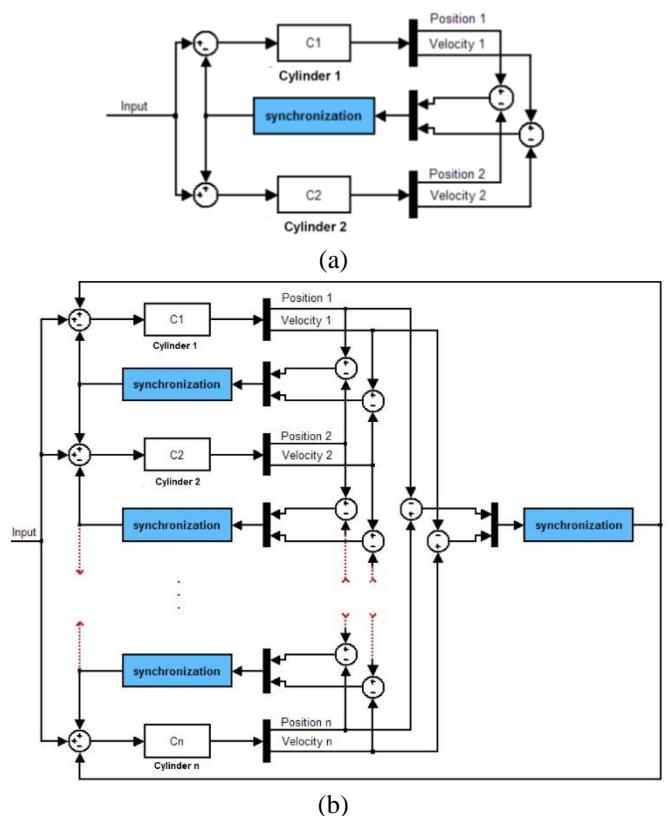 Position 1
Velocity 1
C1
Cylinder 1
Input
synchronization
Position 2
Velocity 2
C2
Cylinder 2
(a)
Position 1
Velocity 1
C1
Cylinder 1
synchronization
Position 2
Velocity 2
C2
Cylinder 2
Input
synchronization
synchronization
synchronization
Position n
Velocity n
Cn
Cylinder n
(b)